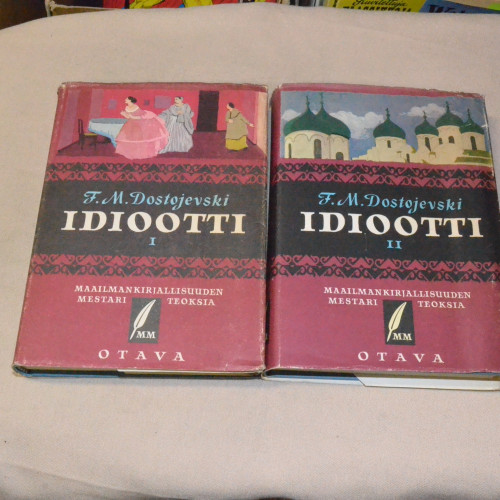 F. M. Dostojevski
IDIOOTTI
I
MAAILMANKIRJALLISUUDEN
MESTARI TEOKSIA
MM
OTAVA
F. M. Dostojevski
IDIOOTTI
II
MAAILMANKIRJALLISUUDEN
MESTARI TEOKSIA
MM
OTAVA